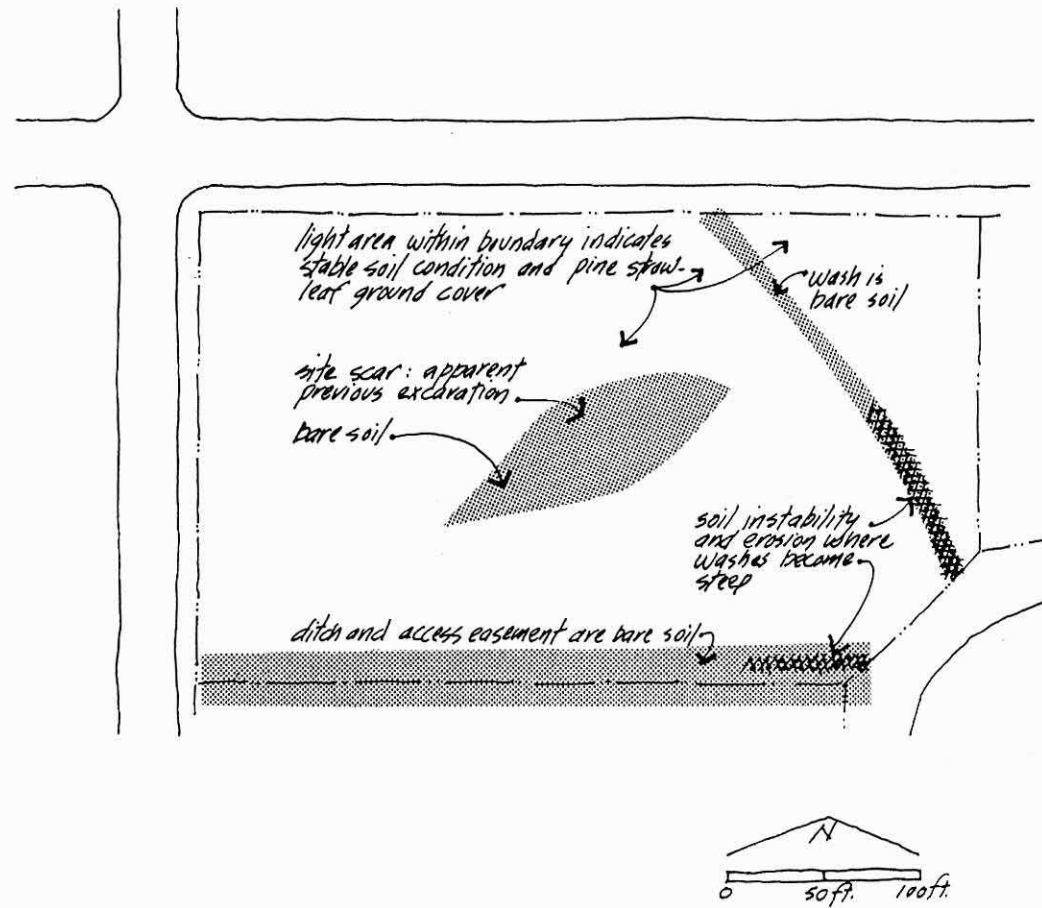 light area within boundary indicates
stable soil condition and pine straw-
leaf ground cover
wash is
bare soil
site scar: apparent
previous excavation
bare soil
soil instability
and erosion where
washes become
steep
ditch and access easement are bare soil
N
0 50ft. 100ft.